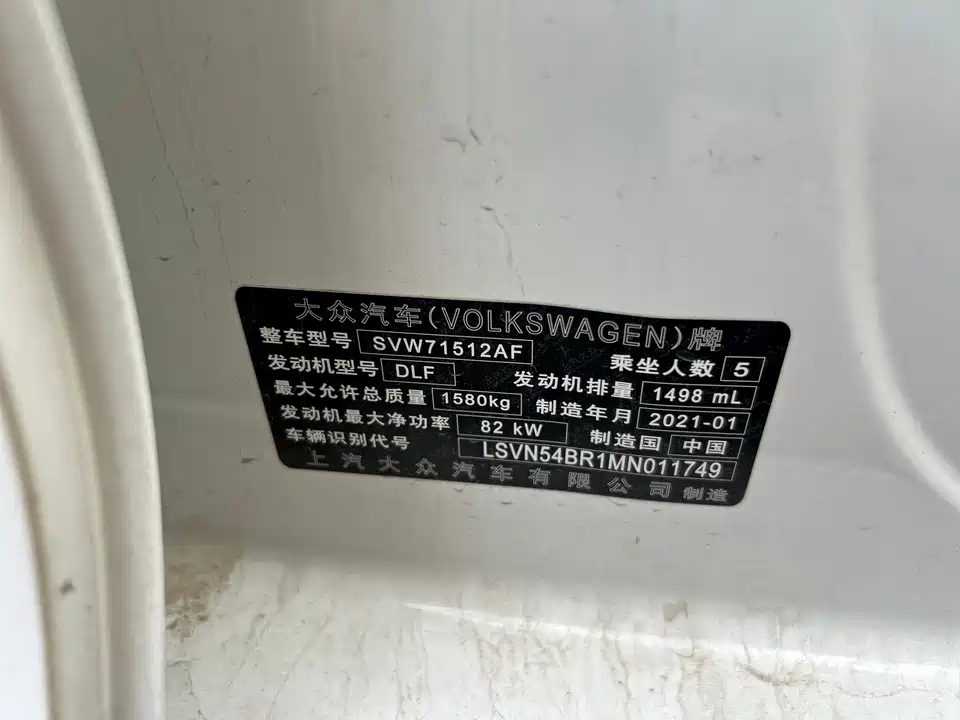 大众汽车(VOLKSWAGEN)牌
整车型号 SVW71512AF 乘坐人数 5
发动机型号 DLF 发动机排量 1498 mL
最大允许总质量 1580kg 制造年月 2021-01
发动机最大净功率 82 kW 制造国 中国
车辆识别代号 LSVN54BR1MN011749
上汽大众汽车有限公司 制造